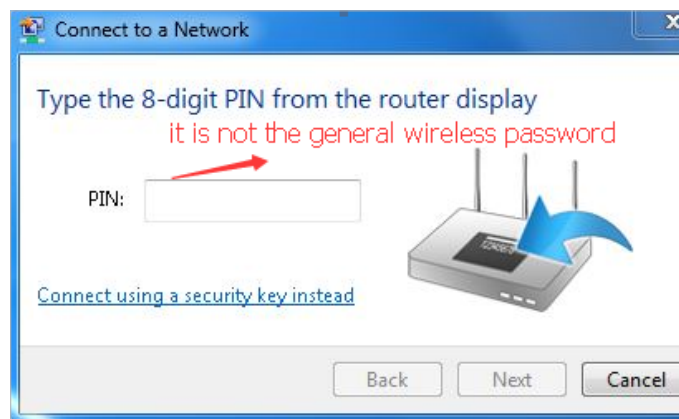 Connect to a Network
Type the 8-digit PIN from the router display
it is not the general wireless password
PIN:
12345670
Connect using a security key instead
Back Next Cancel